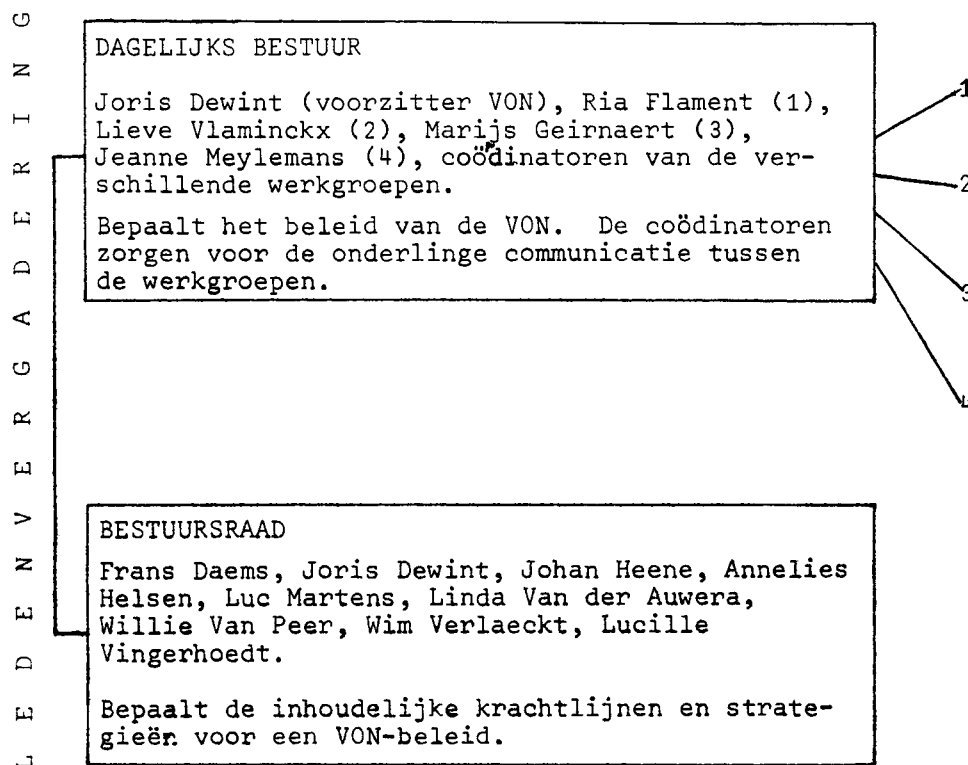 LEDENVERGADERING
DAGELIJKS BESTUUR
Joris Dewint (voorzitter VON), Ria Flament (1),
Lieve Vlaminckx (2), Marijs Geirnaert (3),
Jeanne Meylemans (4), coördinatoren van de ver-
schillende werkgroepen.
Bepaalt het beleid van de VON. De coödinatoren
zorgen voor de onderlinge communicatie tussen
de werkgroepen.
1
2
3
4
BESTUURSRAAD
Frans Daems, Joris Dewint, Johan Heene, Annelies
Helsen, Luc Martens, Linda Van der Auwera,
Willie Van Peer, Wim Verlaeckt, Lucille
Vingerhoedt.
Bepaalt de inhoudelijke krachtlijnen en strate-
gieën voor een VON-beleid.